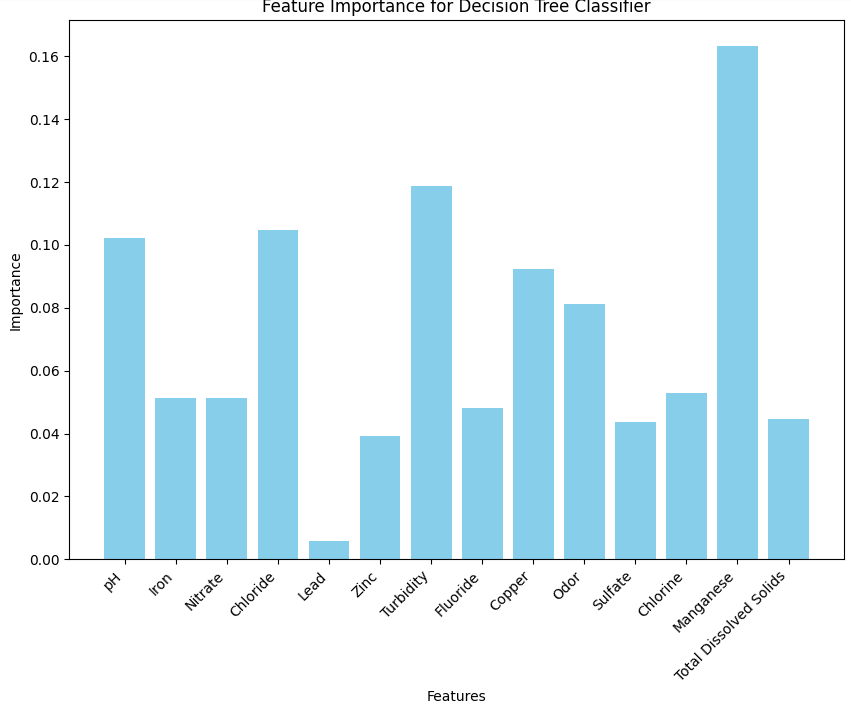 Feature Importance for Decision Tree Classifier
0.16
0.14
0.12
0.10
0.08
0.06
0.04
0.02
0.00
Importance
pH
Iron
Nitrate
Chloride
Lead
Zinc
Turbidity
Fluoride
Copper
Odor
Sulfate
Chlorine
Manganese
Total Dissolved Solids
Features